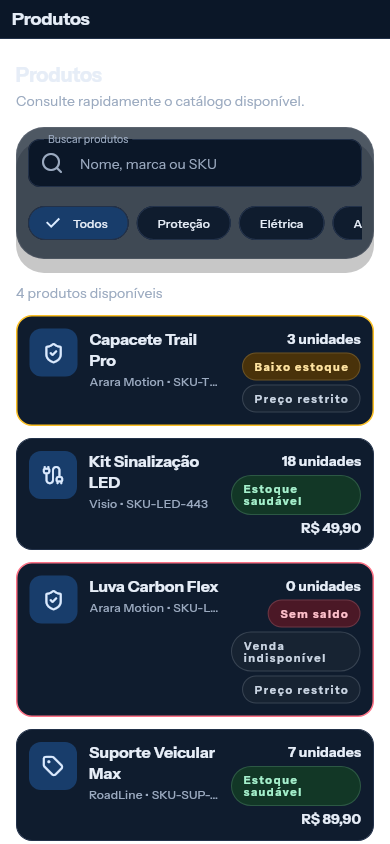 Produtos
Produtos
Consulte rapidamente o catálogo disponível.
Buscar produtos
Nome, marca ou SKU
Todos
Proteção
Elétrica
A
4 produtos disponíveis
Capacete Trail
Pro
Arara Motion • SKU-T...
3 unidades
Baixo estoque
Preço restrito
Kit Sinalização
LED
Visio • SKU-LED-443
18 unidades
Estoque
saudável
R$ 49,90
Luva Carbon Flex
Arara Motion • SKU-L...
0 unidades
Sem saldo
Venda
indisponível
Preço restrito
Suporte Veicular
Max
RoadLine • SKU-SUP-...
7 unidades
Estoque
saudável
R$ 89,90